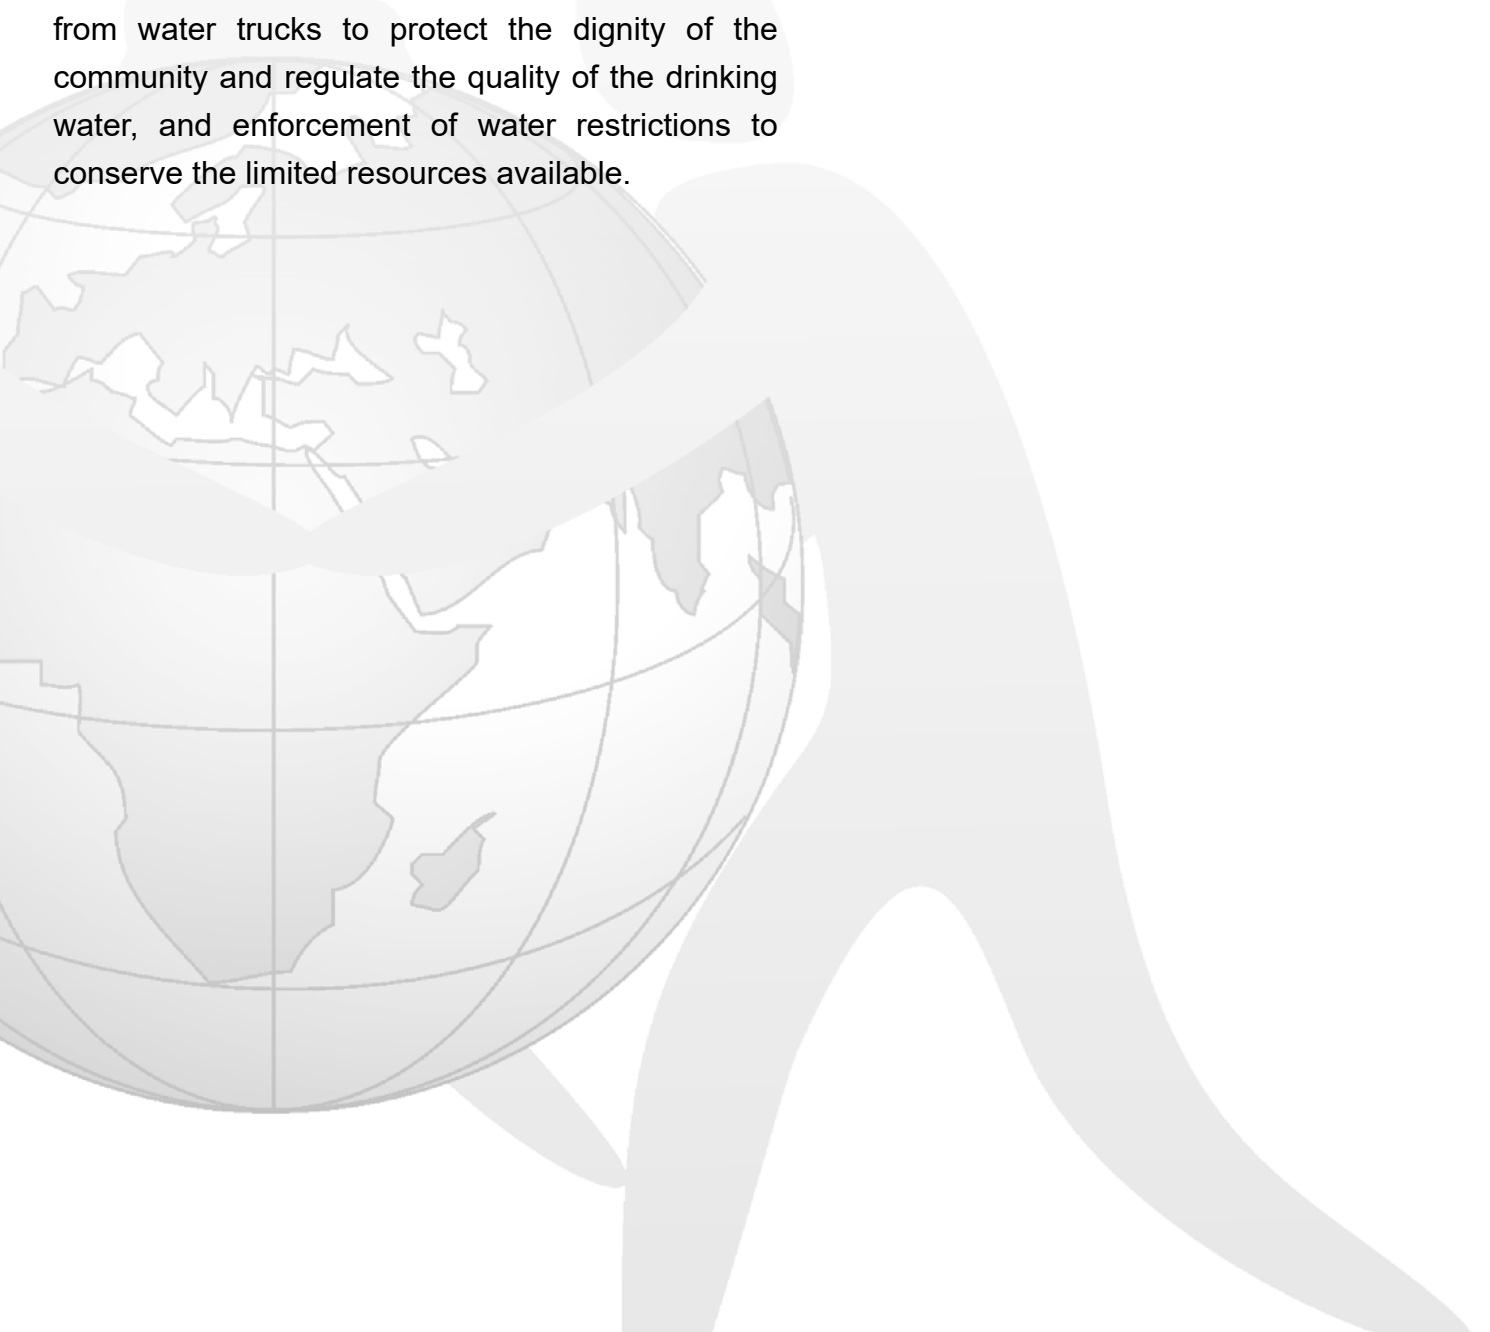 from water trucks to protect the dignity of the
community and regulate the quality of the drinking
water, and enforcement of water restrictions to
conserve the limited resources available.